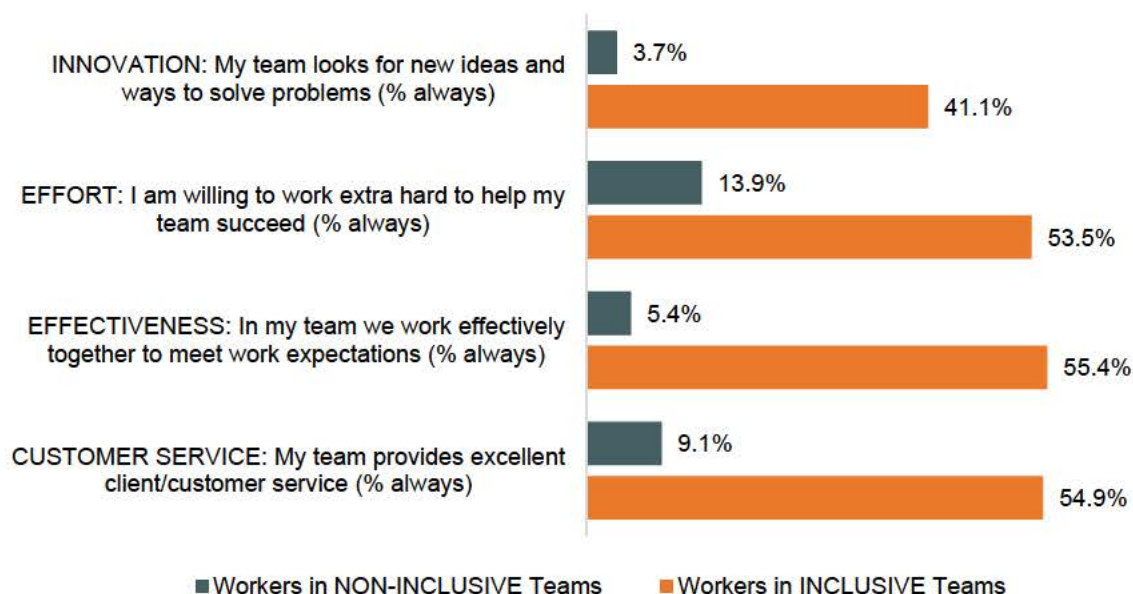 INNOVATION: My team looks for new ideas and
ways to solve problems (% always)
3.7%
41.1%
EFFORT: I am willing to work extra hard to help my
team succeed (% always)
13.9%
53.5%
EFFECTIVENESS: In my team we work effectively
together to meet work expectations (% always)
5.4%
55.4%
CUSTOMER SERVICE: My team provides excellent
client/customer service (% always)
9.1%
54.9%
Workers in NON-INCLUSIVE Teams
Workers in INCLUSIVE Teams